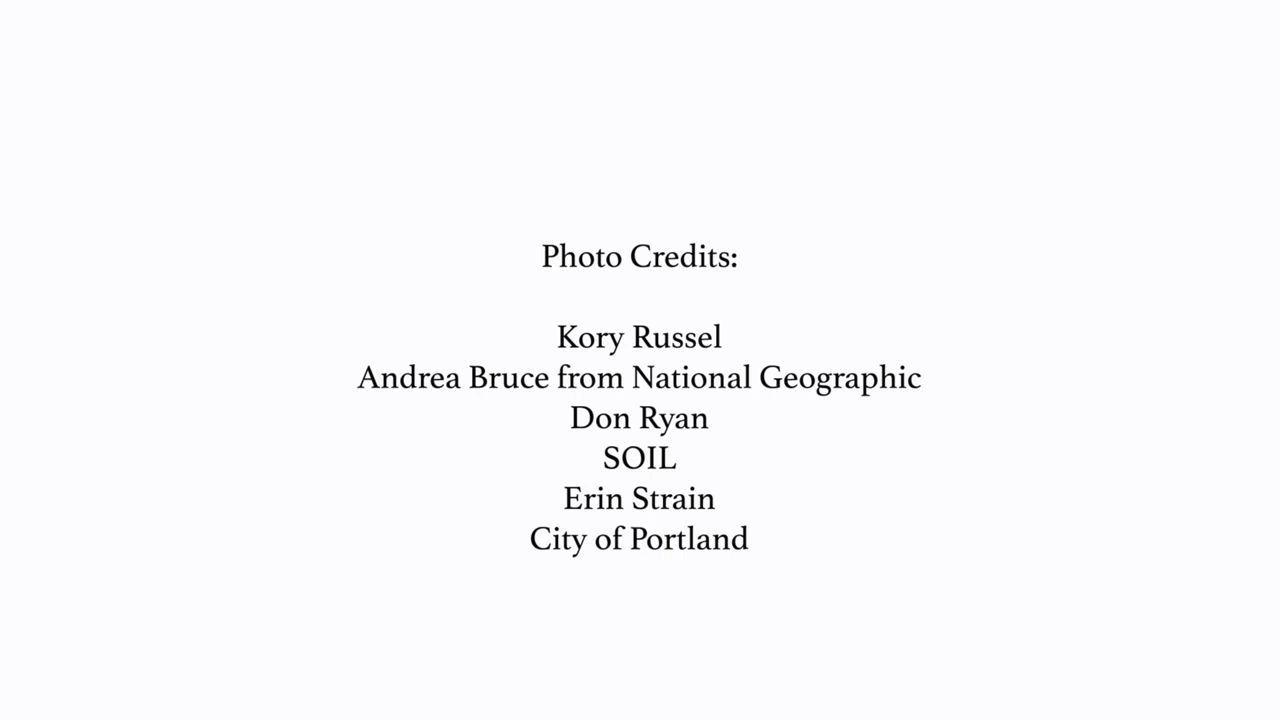 Photo Credits:
Kory Russel
Andrea Bruce from National Geographic
Don Ryan
SOIL
Erin Strain
City of Portland